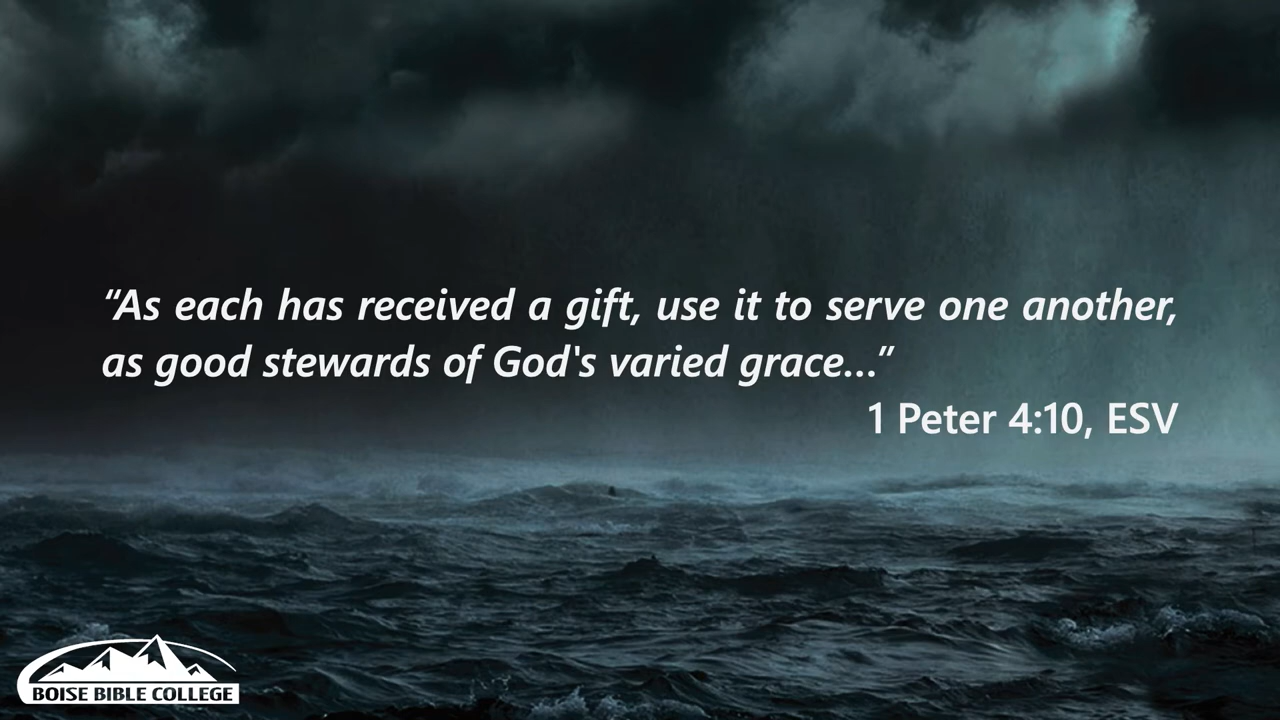 “As each has received a gift, use it to serve one another,
as good stewards of God's varied grace…”
1 Peter 4:10, ESV
BOISE BIBLE COLLEGE